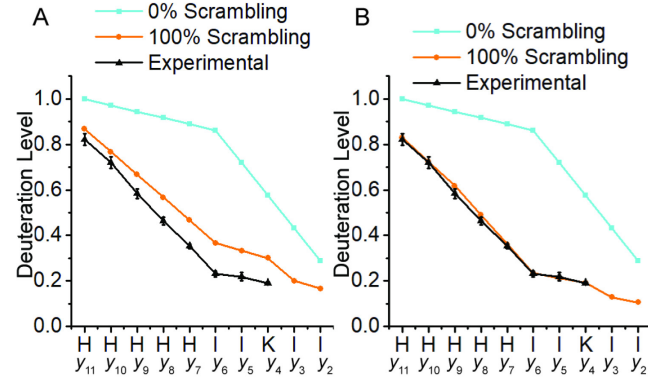 A
0% Scrambling
100% Scrambling
Experimental
Deuteration Level
1.0
0.8
0.6
0.4
0.2
0.0
H H H H H I I K I I
y11 y10 y9 y8 y7 y6 y5 y4 y3 y2
B
0% Scrambling
100% Scrambling
Experimental
Deuteration Level
1.0
0.8
0.6
0.4
0.2
0.0
H H H H H I I K I I
y11 y10 y9 y8 y7 y6 y5 y4 y3 y2